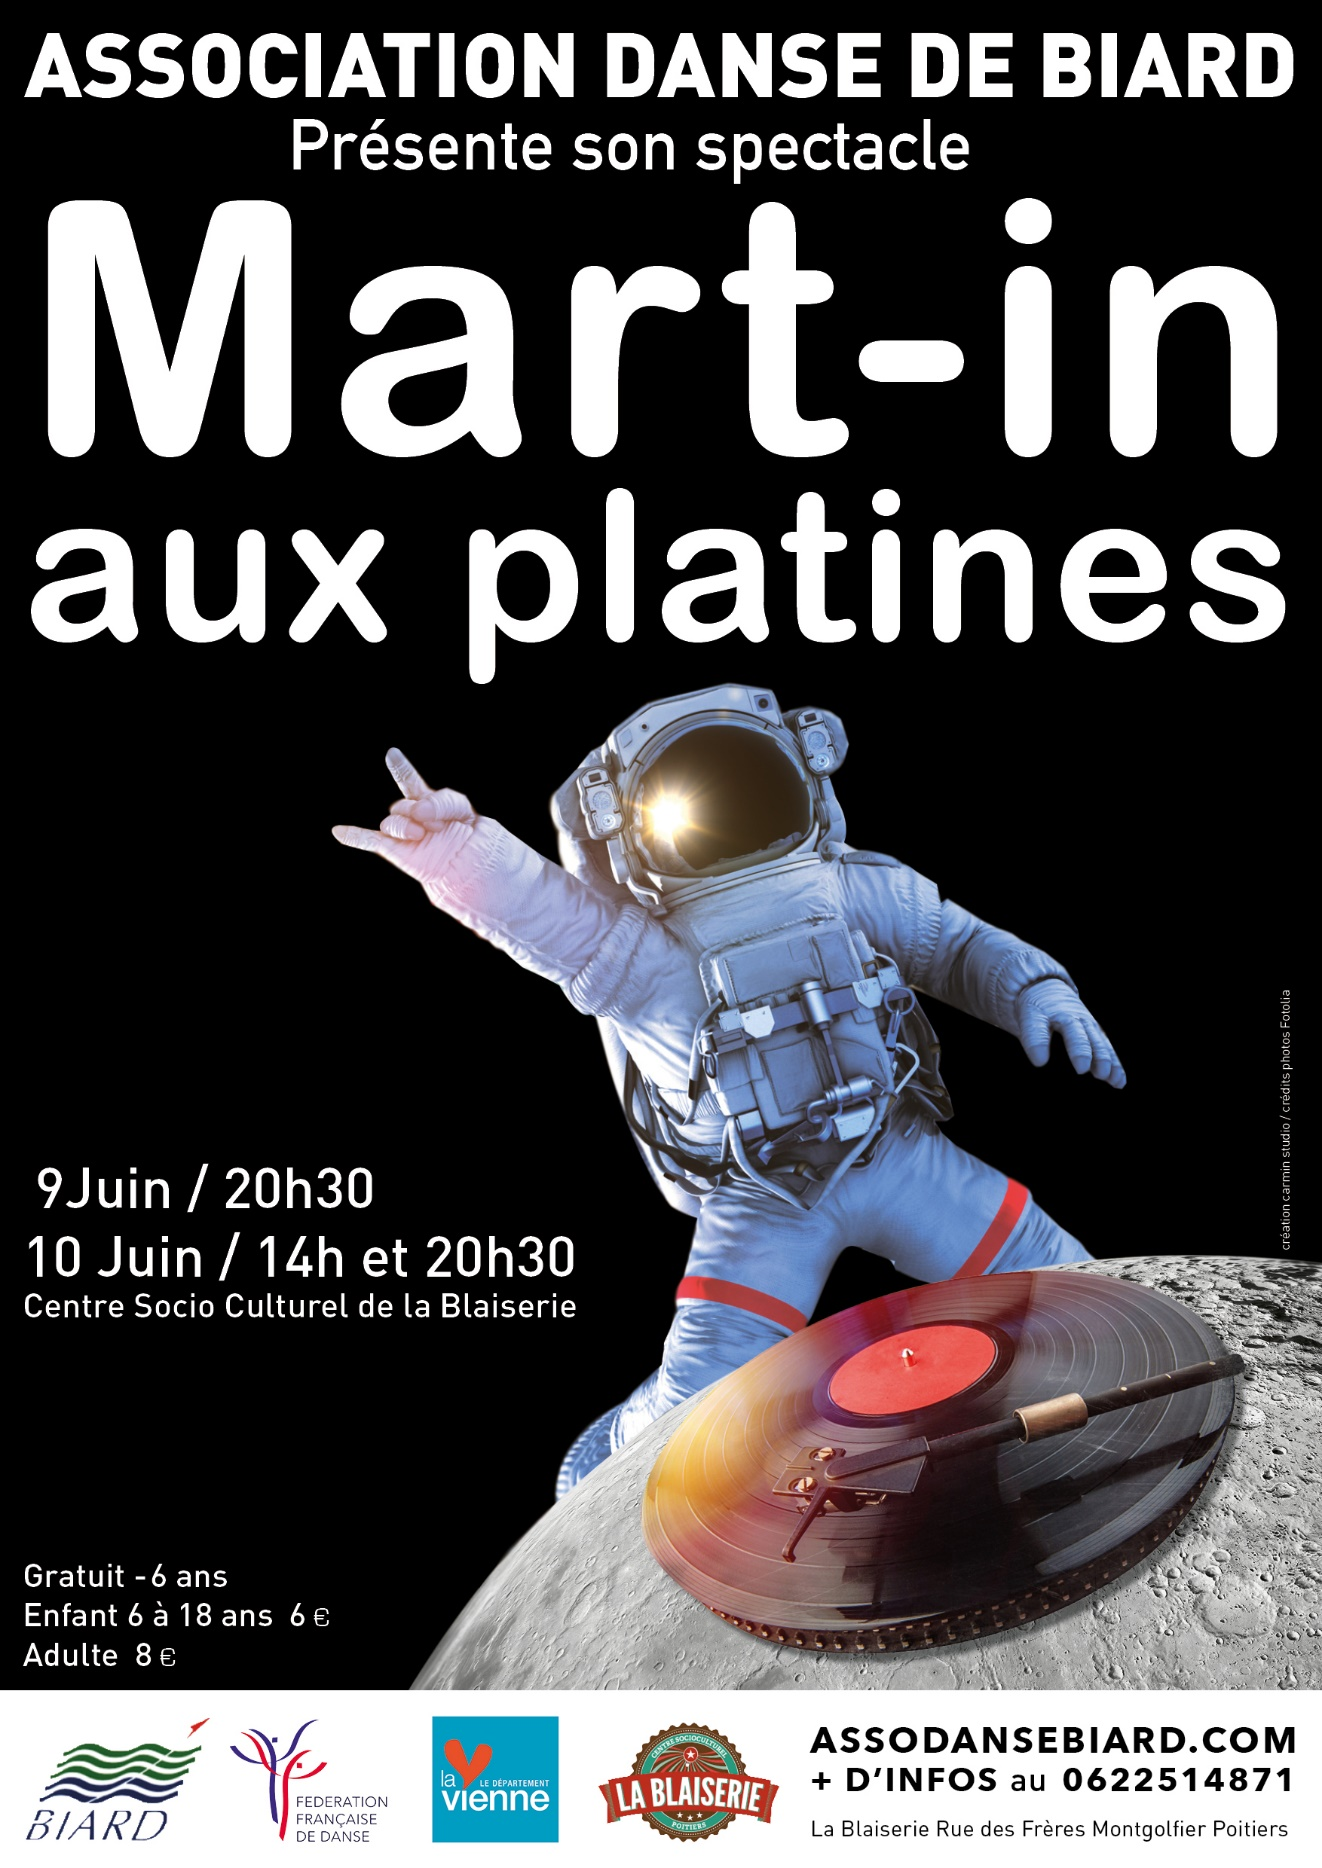 ASSOCIATION DANSE DE BIARD
Présente son spectacle
Mart-in
aux platines
création carmin studio / crédits photos Fotolia
9Juin / 20h30
10 Juin / 14h et 20h30
Centre Socio Culturel de la Blaiserie
Gratuit -6 ans
Enfant 6 à 18 ans 6 €
Adulte 8 €
BIARD
FEDERATION
FRANÇAISE
DE DANSE
la
LE DÉPARTEMENT
vienne
CENTRE SOCIOCULTUREL
LA BLAISERIE
POITIERS
ASSODANSEBIARD.COM
+ D'INFOS au 0622514871
La Blaiserie Rue des Frères Montgolfier Poitiers